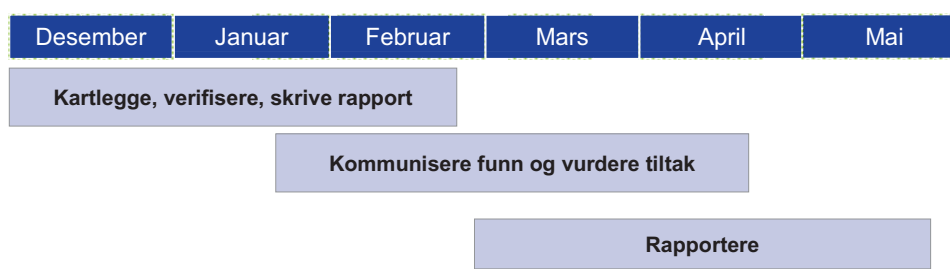 Desember Januar Februar Mars April Mai
Kartlegge, verifisere, skrive rapport
Kommunisere funn og vurdere tiltak
Rapportere